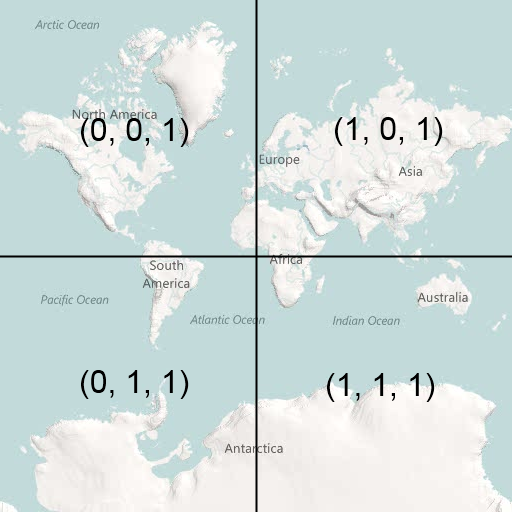 Arctic Ocean
North America
(0, 0, 1)
(1, 0, 1)
Europe
Asia
Africa
South
America
Pacific Ocean
Atlantic Ocean
Indian Ocean
Australia
(0, 1, 1)
(1, 1, 1)
Antarctica